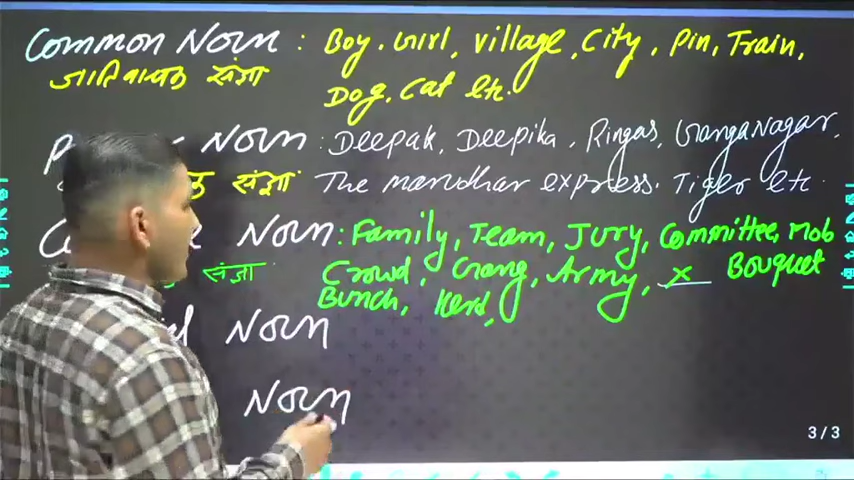 Common Noun : Boy. Girl, village, City, Pin, Train,
जातिवाचक संज्ञा Dog, Cat etc.
Noun : Deepak, Deepika, Ringas, GangaNagar,
संज्ञा The marudhar express. Tiger etc.
Noun : Family, Team, Jury, Committee, Mob
संज्ञा Crowd, Gang, Army, x Bouquet
Bunch, Herd,
Noun
Noun
3/3